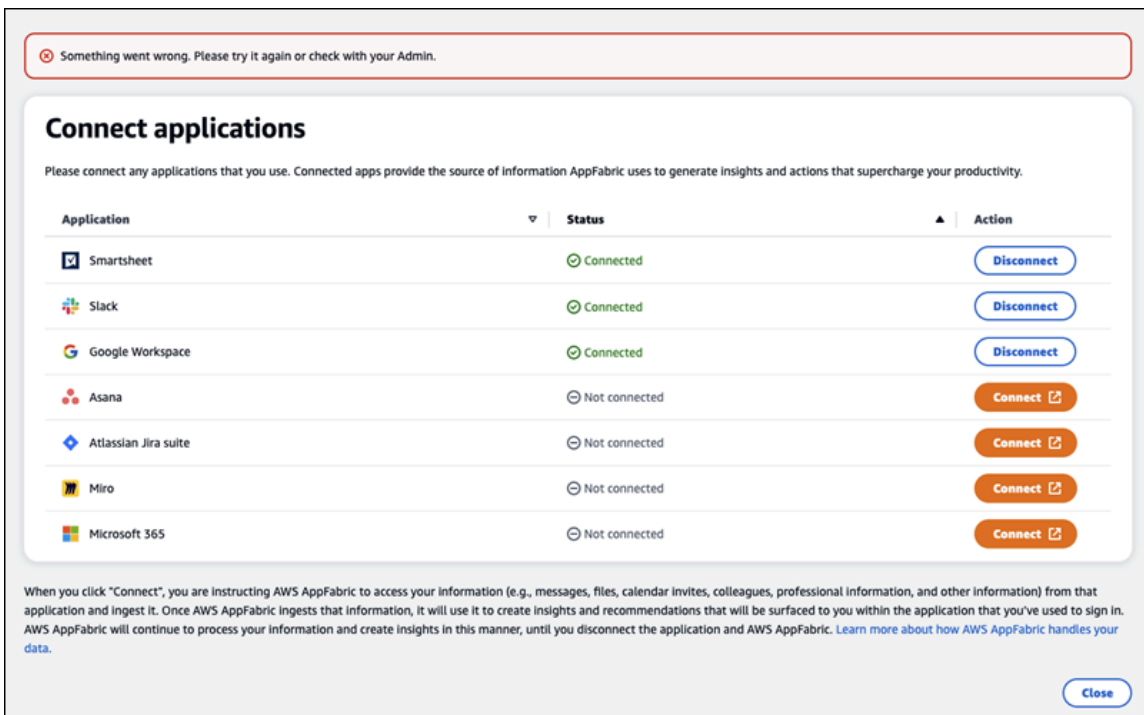 Something went wrong. Please try it again or check with your Admin.
Connect applications
Please connect any applications that you use. Connected apps provide the source of information AppFabric uses to generate insights and actions that supercharge your productivity.
Application Status Action
Smartsheet Connected Disconnect
Slack Connected Disconnect
Google Workspace Connected Disconnect
Asana Not connected Connect
Atlassian Jira suite Not connected Connect
Miro Not connected Connect
Microsoft 365 Not connected Connect
When you click "Connect", you are instructing AWS AppFabric to access your information (e.g., messages, files, calendar invites, colleagues, professional information, and other information) from that
application and ingest it. Once AWS AppFabric ingests that information, it will use it to create insights and recommendations that will be surfaced to you within the application that you've used to sign in.
AWS AppFabric will continue to process your information and create insights in this manner, until you disconnect the application and AWS AppFabric. Learn more about how AWS AppFabric handles your
data.
Close